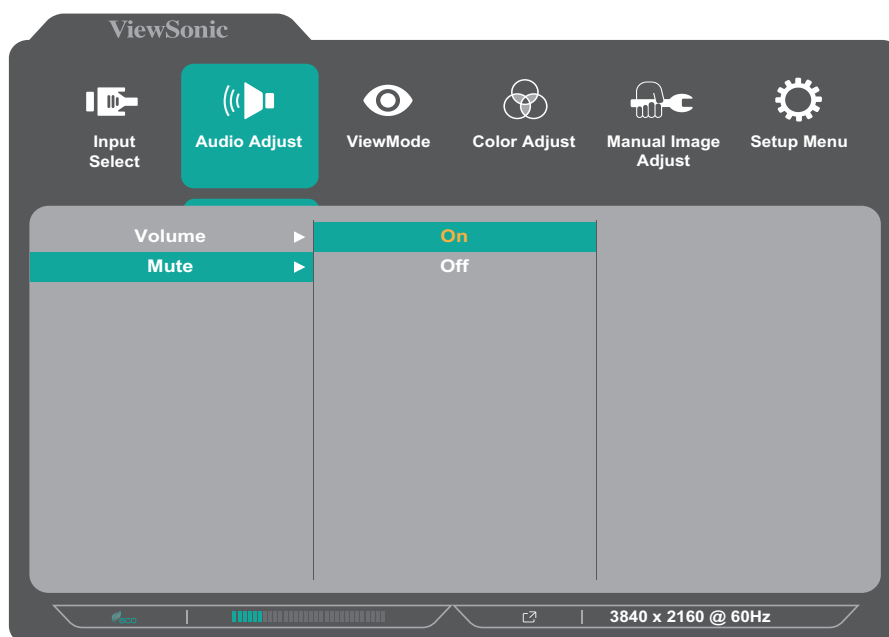 ViewSonic
Input Select
Audio Adjust
ViewMode
Color Adjust
Manual Image Adjust
Setup Menu
Volume
On
Mute
Off
eco
3840 x 2160 @ 60Hz